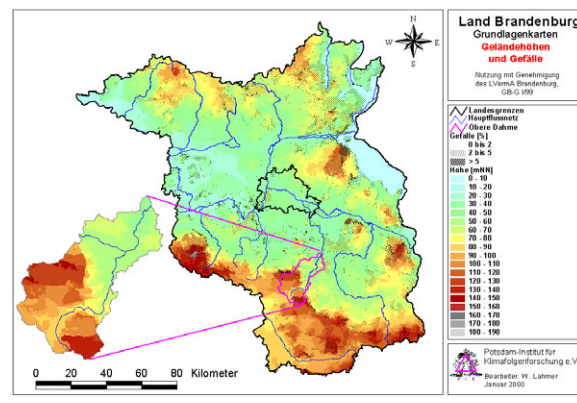 N
W E
S
0 20 40 60 80 Kilometer
Land Brandenburg
Grundlagenkarten
Geländehöhen
und Gefälle
Nutzung mit Genehmigung
des LVermA Brandenburg,
GB-G I/99
Landesgrenzen
Hauptflussnetz
Obere Dahme
Gefälle [%]
0 bis 2
2 bis 5
> 5
Höhe [mNN]
0 - 10
10 - 20
20 - 30
30 - 40
40 - 50
50 - 60
60 - 70
70 - 80
80 - 90
90 - 100
100 - 110
110 - 120
120 - 130
130 - 140
140 - 150
150 - 160
160 - 170
170 - 180
180 - 190
Potsdam-Institut für
Klimafolgenforschung e.V.
Bearbeiter: W. Lahmer
Januar 2000